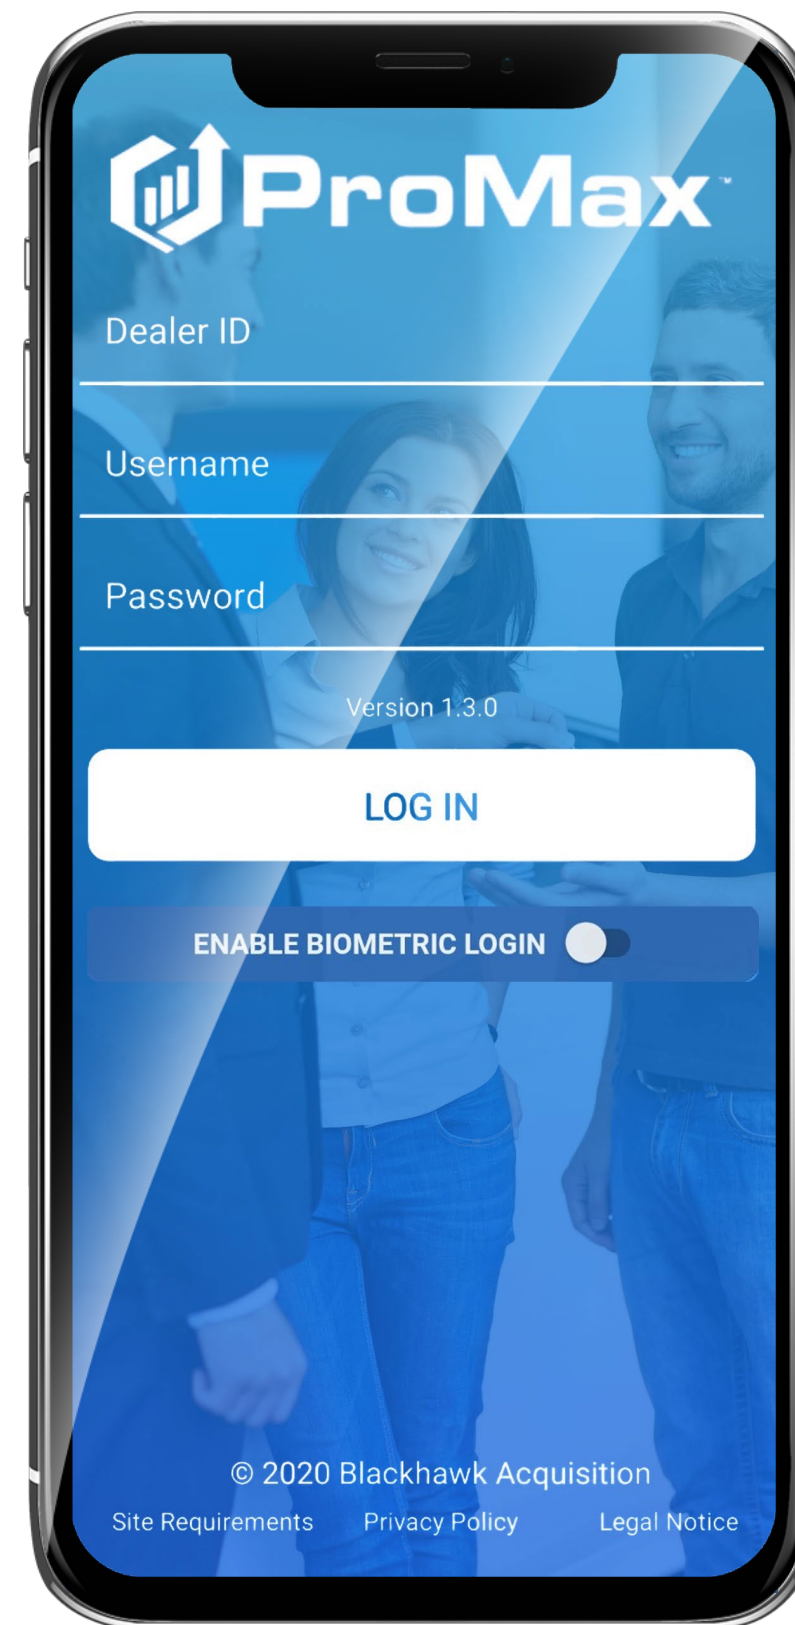 ProMax™
Dealer ID
Username
Password
Version 1.3.0
LOG IN
ENABLE BIOMETRIC LOGIN
© 2020 Blackhawk Acquisition
Site Requirements Privacy Policy Legal Notice